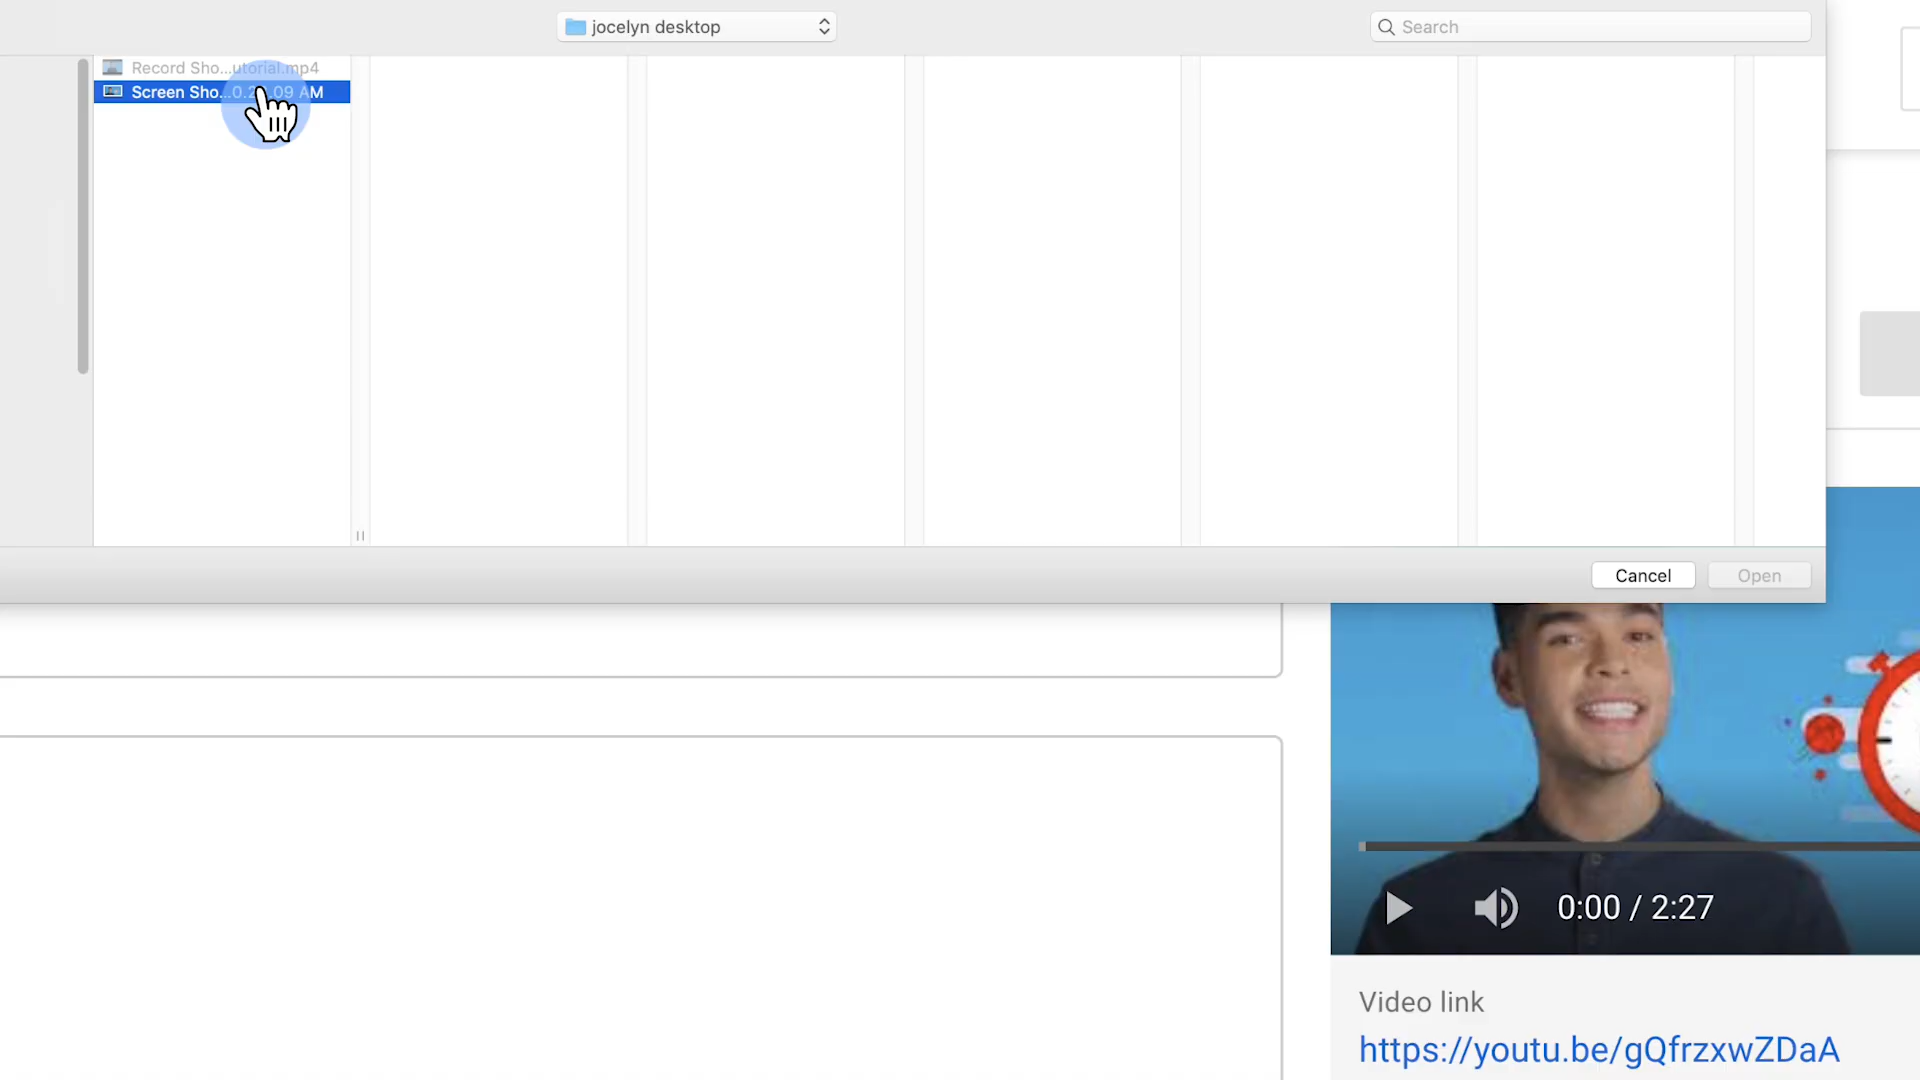 jocelyn desktop
Search
Record Sho...utorial.mp4
Screen Sho...0.2 .09 AM
Cancel
Open
0:00 / 2:27
Video link
https://youtu.be/gQfrzxwZDaA